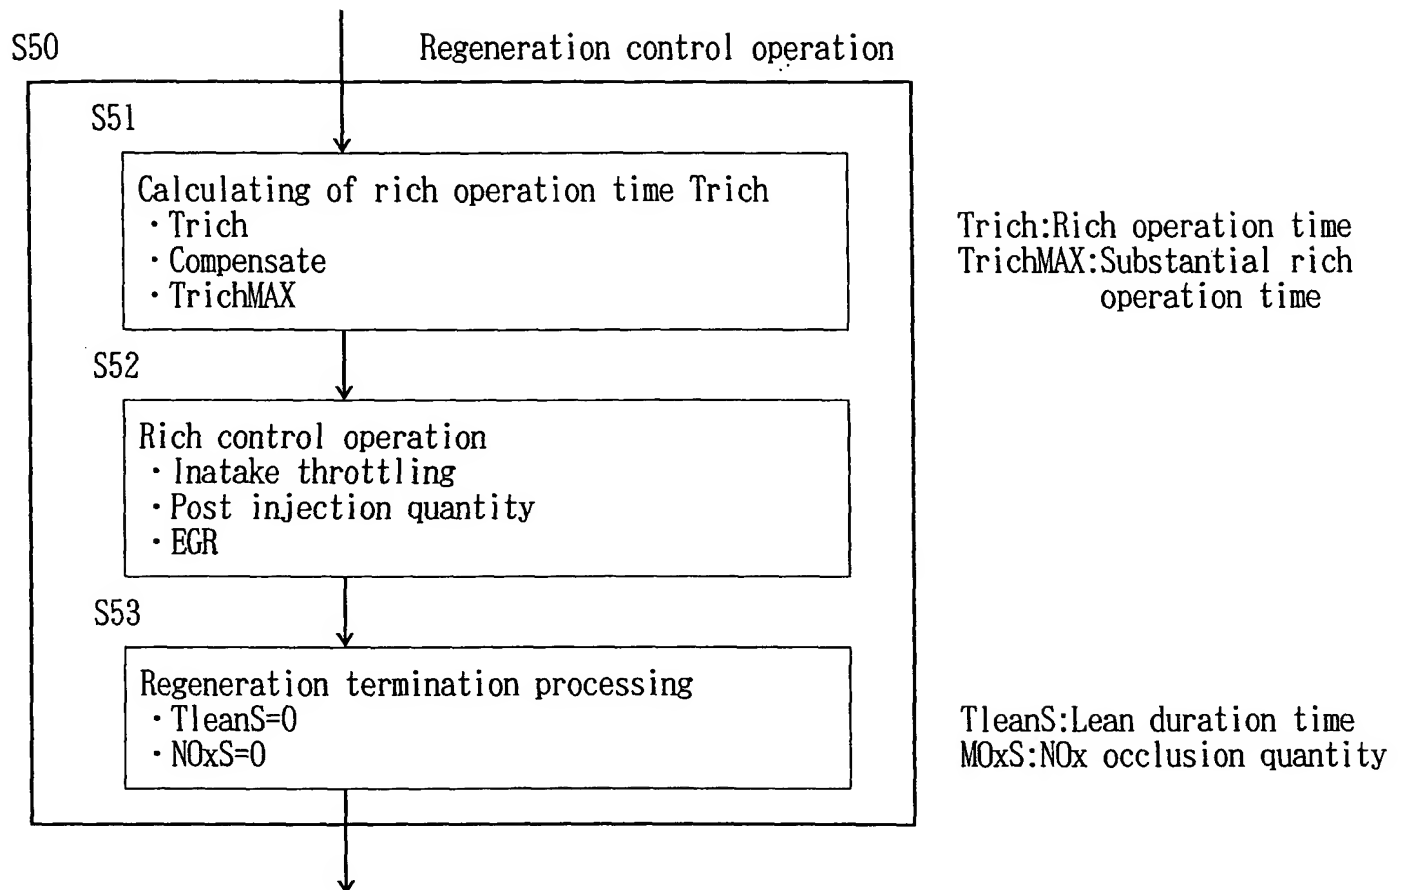 S50
Regeneration control operation
S51
Calculating of rich operation time Trich
・Trich
・Compensate
・TrichMAX
Trich:Rich operation time
TrichMAX:Substantial rich
operation time
S52
Rich control operation
・Inatake throttling
・Post injection quantity
・EGR
S53
Regeneration termination processing
・TleanS=0
・NOxS=0
TleanS:Lean duration time
MOxS:NOx occlusion quantity